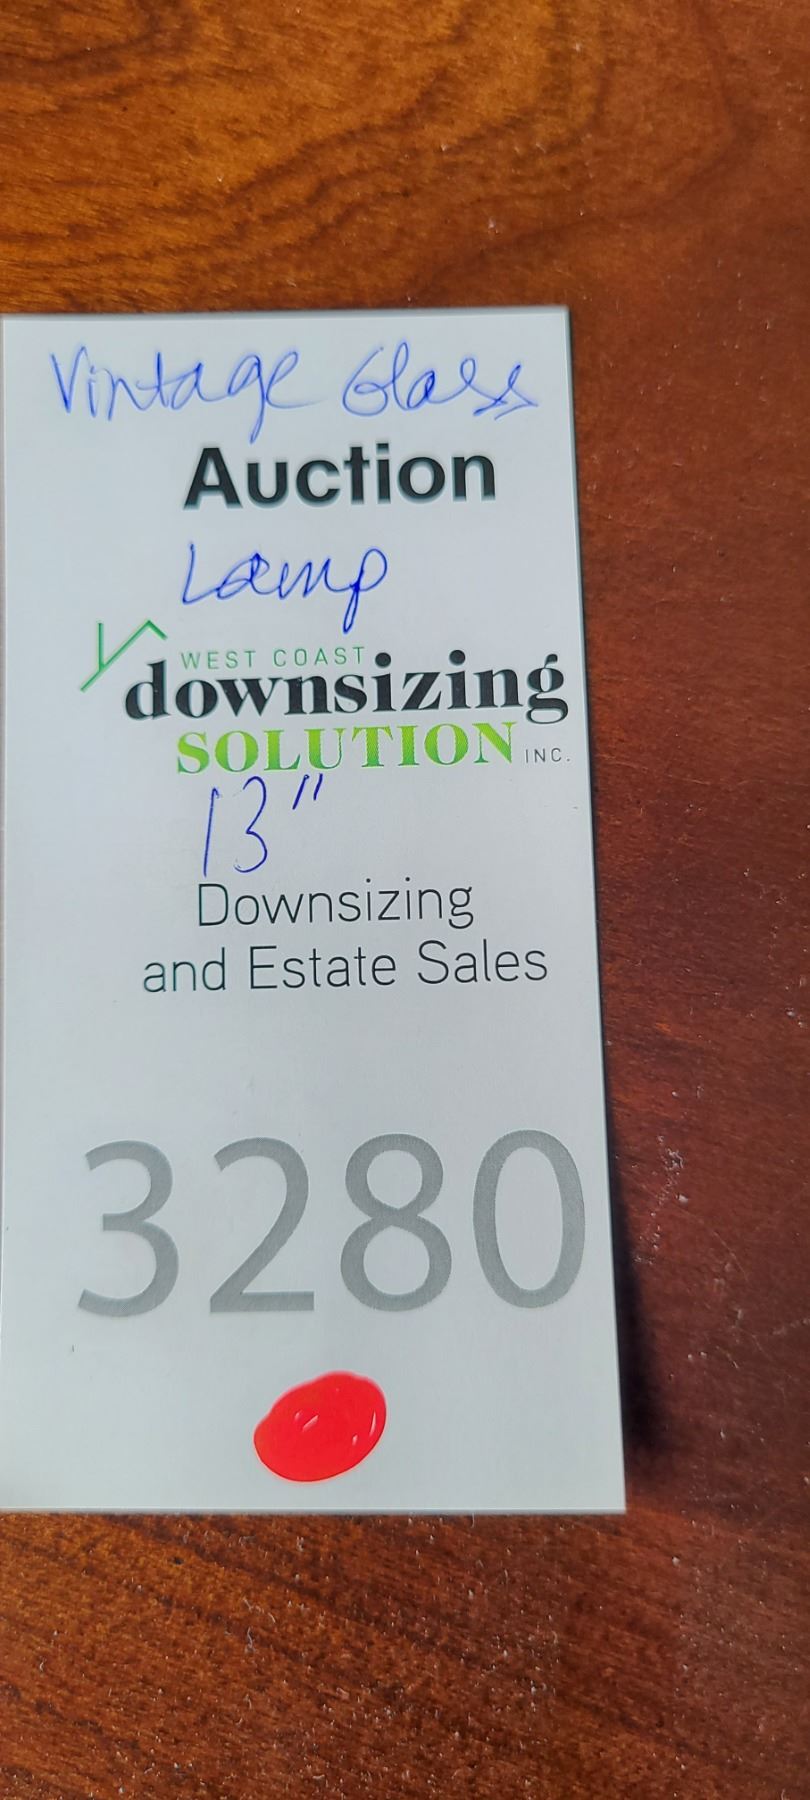 Vintage Glass
Auction
Lamp
WEST COAST
downsizing
SOLUTION INC.
13"
Downsizing
and Estate Sales
3280